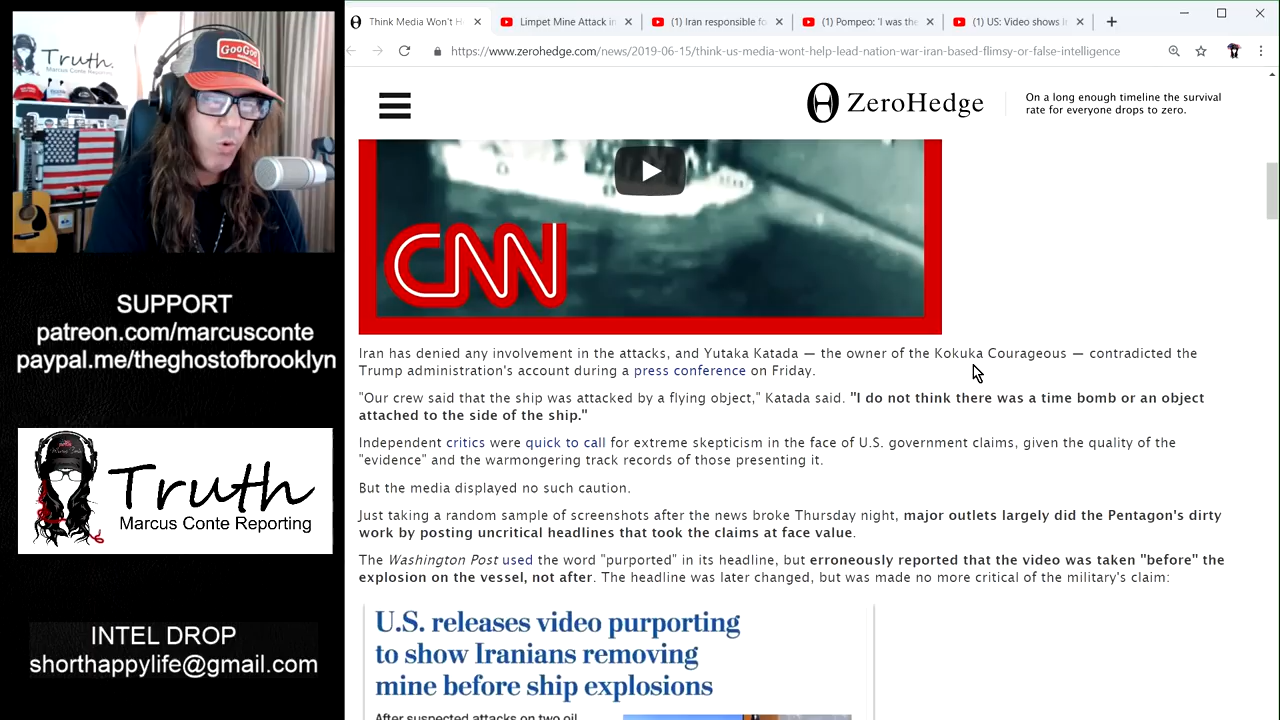 Think Media Won't H
Limpet Mine Attack in
(1) Iran responsible fo
(1) Pompeo: 'I was the
(1) US: Video shows I
https://www.zerohedge.com/news/2019-06-15/think-us-media-wont-help-lead-nation-war-iran-based-flimsy-or-false-intelligence
Truth.
Marcus Conte Reporting
GooGoo
ZeroHedge
On a long enough timeline the survival
rate for everyone drops to zero.
CNN
SUPPORT
patreon.com/marcusconte
paypal.me/theghostofbrooklyn
Truth
Marcus Conte Reporting
INTEL DROP
shorthappylife@gmail.com
Iran has denied any involvement in the attacks, and Yutaka Katada — the owner of the Kokuka Courageous — contradicted the
Trump administration's account during a press conference on Friday.
"Our crew said that the ship was attacked by a flying object," Katada said. "I do not think there was a time bomb or an object
attached to the side of the ship."
Independent critics were quick to call for extreme skepticism in the face of U.S. government claims, given the quality of the
"evidence" and the warmongering track records of those presenting it.
But the media displayed no such caution.
Just taking a random sample of screenshots after the news broke Thursday night, major outlets largely did the Pentagon's dirty
work by posting uncritical headlines that took the claims at face value.
The Washington Post used the word "purported" in its headline, but erroneously reported that the video was taken "before" the
explosion on the vessel, not after. The headline was later changed, but was made no more critical of the military's claim:
U.S. releases video purporting
to show Iranians removing
mine before ship explosions
After suspected attacks on two oil